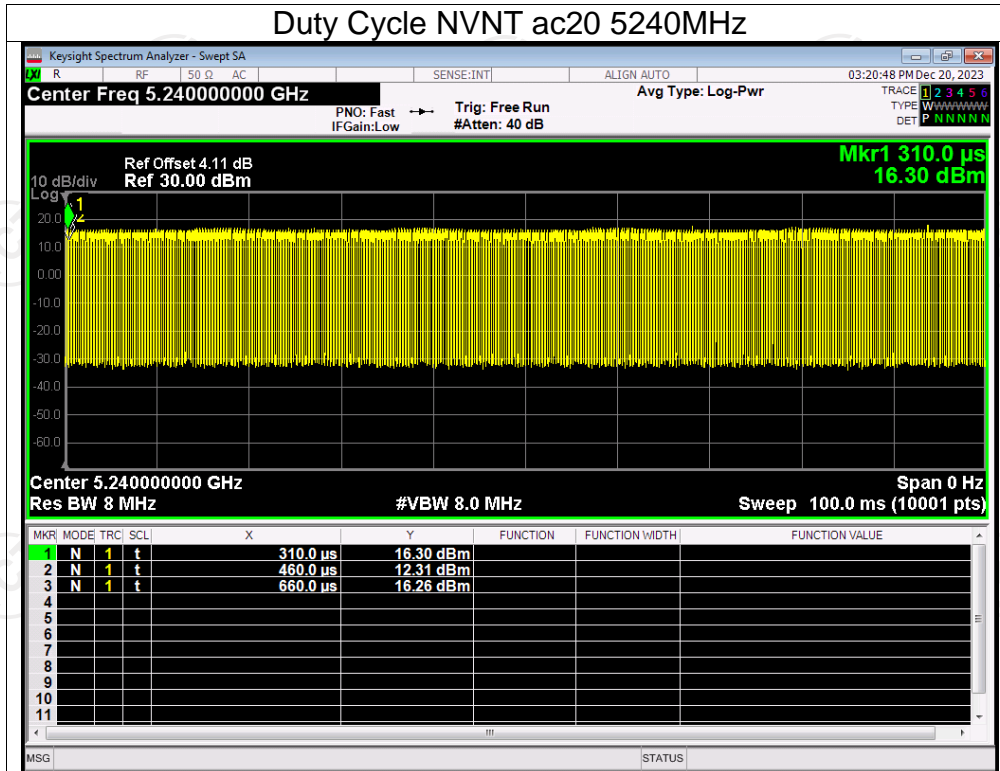 Duty Cycle NVNT ac20 5240MHz
Keysight Spectrum Analyzer - Swept SA
LXI R RF 50 Ω AC SENSE:INT ALIGN AUTO 03:20:48 PM Dec 20, 2023
Center Freq 5.240000000 GHz Avg Type: Log-Pwr TRACE 1 2 3 4 5 6
PNO: Fast Trig: Free Run TYPE WWWWWW
IFGain:Low #Atten: 40 dB DET P N N N N N
Mkr1 310.0 µs
Ref Offset 4.11 dB
10 dB/div Ref 30.00 dBm 16.30 dBm
Log
1
2
20.0
10.0
0.00
-10.0
-20.0
-30.0
-40.0
-50.0
-60.0
Center 5.240000000 GHz Span 0 Hz
Res BW 8 MHz #VBW 8.0 MHz Sweep 100.0 ms (10001 pts)
MKR MODE TRC SCL X Y FUNCTION FUNCTION WIDTH FUNCTION VALUE
1 N 1 t 310.0 µs 16.30 dBm
2 N 1 t 460.0 µs 12.31 dBm
3 N 1 t 660.0 µs 16.26 dBm
4
5
6
7
8
9
10
11
MSG STATUS